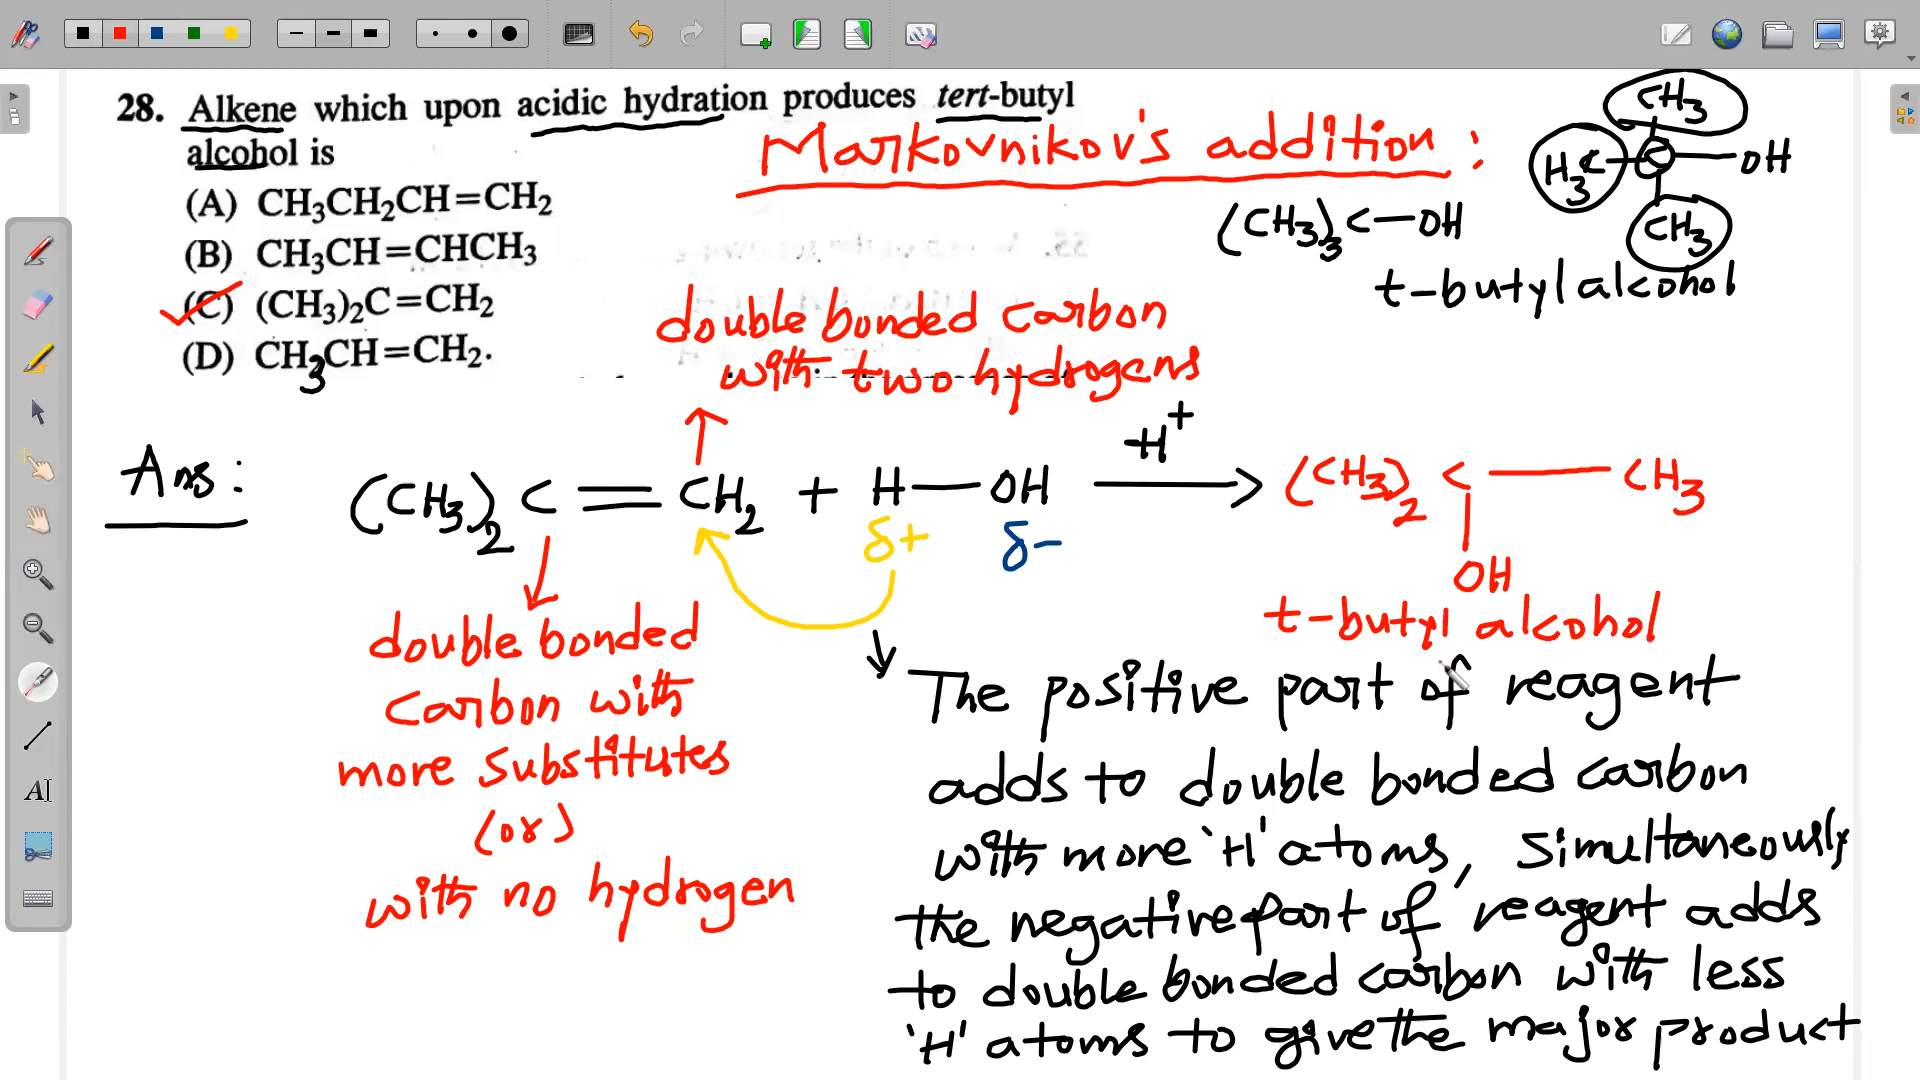 28. Alkene which upon acidic hydration produces tert-butyl
alcohol is
(A) CH3CH2CH=CH2
(B) CH3CH=CHCH3
(C) (CH3)2C=CH2
(D) CH3CH=CH2.
Markovnikov's addition :
CH3
H3C C OH
CH3
(CH3)3 C—OH
t-butyl alcohol
double bonded carbon
with two hydrogens
Ans :
(CH3)2 C = CH2 + H — OH H+ (CH3)2 C — CH3
δ+ δ-
OH
t-butyl alcohol
double bonded
carbon with
more substitutes
(or)
with no hydrogen
The positive part of reagent
adds to double bonded carbon
with more 'H' atoms, simultaneously
the negative part of reagent adds
to double bonded carbon with less
'H' atoms to give the major product